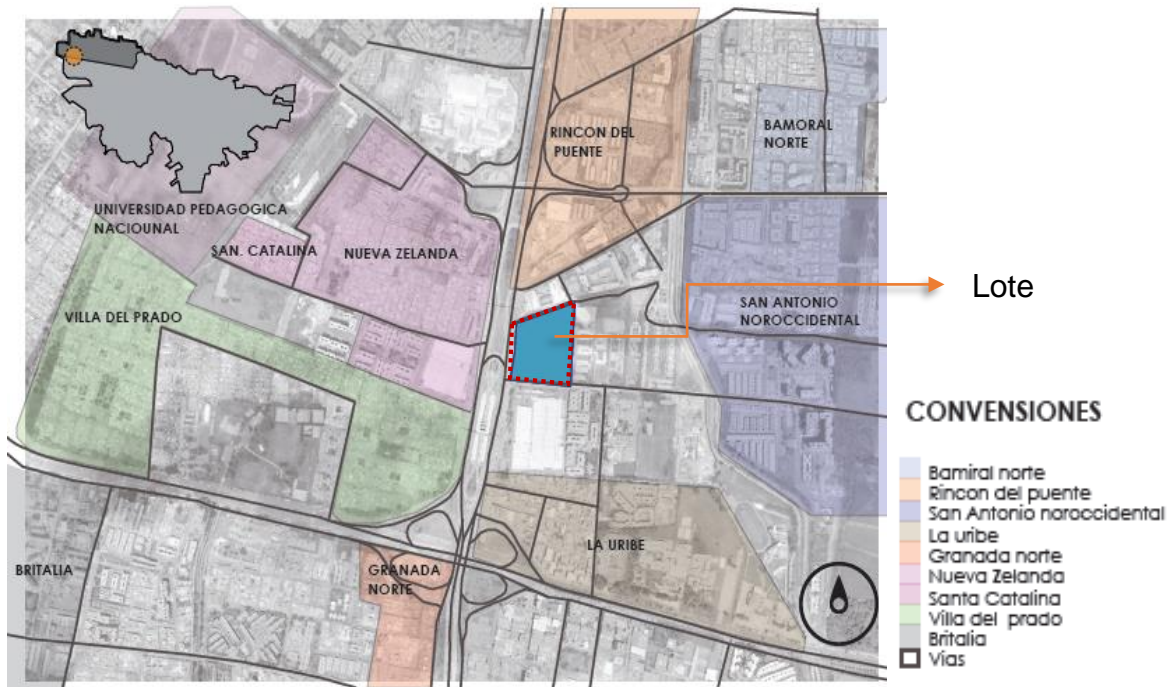 RINCON DEL
PUENTE
BAMORAL
NORTE
UNIVERSIDAD PEDAGOGICA
NACIOUNAL
SAN. CATALINA
NUEVA ZELANDA
VILLA DEL PRADO
SAN ANTONIO
NOROCCIDENTAL
Lote
LA URIBE
BRITALIA
GRANADA
NORTE
CONVENSIONES
Bamiral norte
Rincon del puente
San Antonio noroccidental
La uribe
Granada norte
Nueva Zelanda
Santa Catalina
Villa del prado
Britalia
Vias